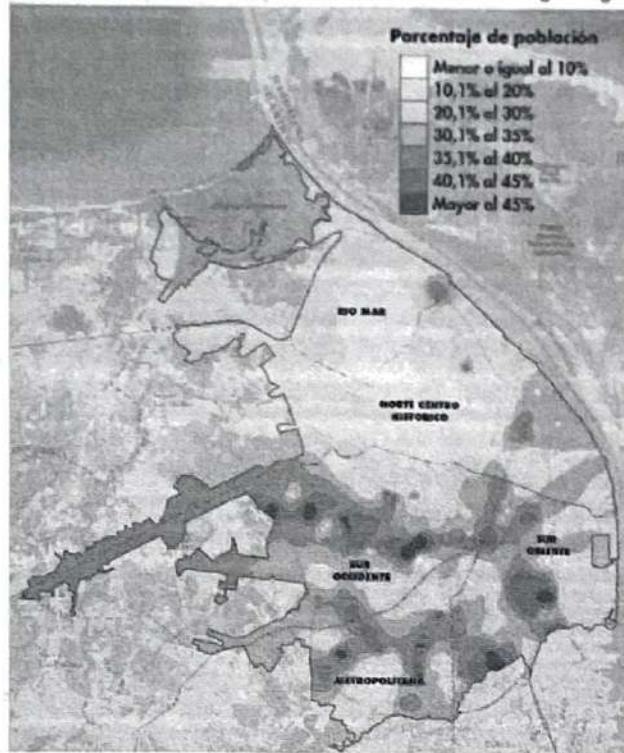 Porcentaje de población
Menor o igual al 10%
10,1% al 20%
20,1% al 30%
30,1% al 35%
35,1% al 40%
40,1% al 45%
Mayor al 45%
RIO MAR
NORTE CENTRO
HISTORICO
SUR
ORIENTE
SUR
OCCIDENTE
METROPOLITANA